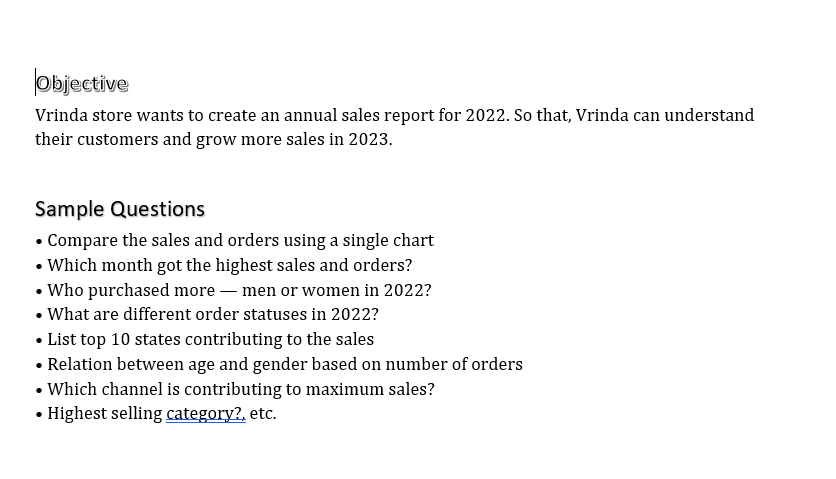 Objective
Vrinda store wants to create an annual sales report for 2022. So that, Vrinda can understand
their customers and grow more sales in 2023.
Sample Questions
• Compare the sales and orders using a single chart
• Which month got the highest sales and orders?
• Who purchased more — men or women in 2022?
• What are different order statuses in 2022?
• List top 10 states contributing to the sales
• Relation between age and gender based on number of orders
• Which channel is contributing to maximum sales?
• Highest selling category?, etc.